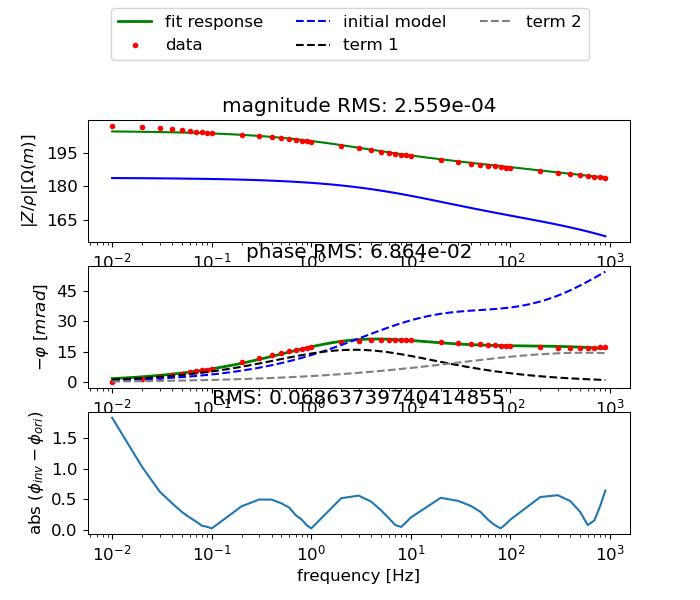 fit response
data
initial model
term 1
term 2
magnitude RMS: 2.559e-04
|Z/ρ|[Ω(m)]
195
180
165
10⁻² 10⁻¹ 10⁰ 10¹ 10² 10³
phase RMS: 6.864e-02
−φ [mrad]
45
30
15
0
10⁻² 10⁻¹ 10⁰ 10¹ 10² 10³
RMS: 0.06863739740414855
abs (ϕinv − ϕori)
1.5
1.0
0.5
0.0
10⁻² 10⁻¹ 10⁰ 10¹ 10² 10³
frequency [Hz]